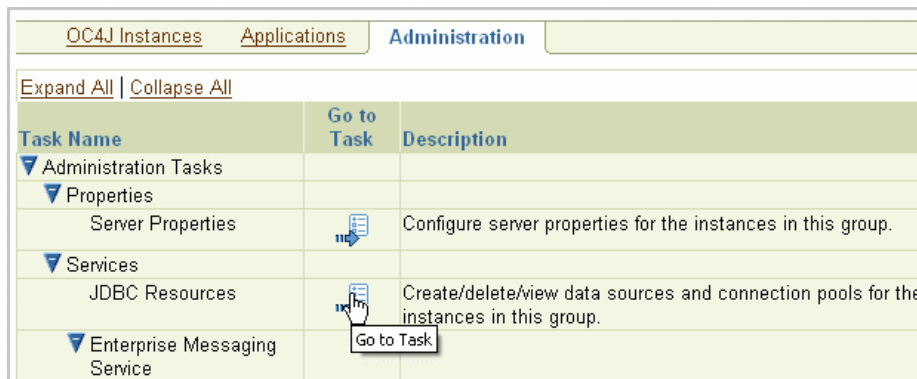 OC4J Instances Applications Administration
Expand All | Collapse All
Go to
Task Name Task Description
Administration Tasks
Properties
Server Properties Configure server properties for the instances in this group.
Services
JDBC Resources Create/delete/view data sources and connection pools for the
instances in this group.
Go to Task
Enterprise Messaging
Service